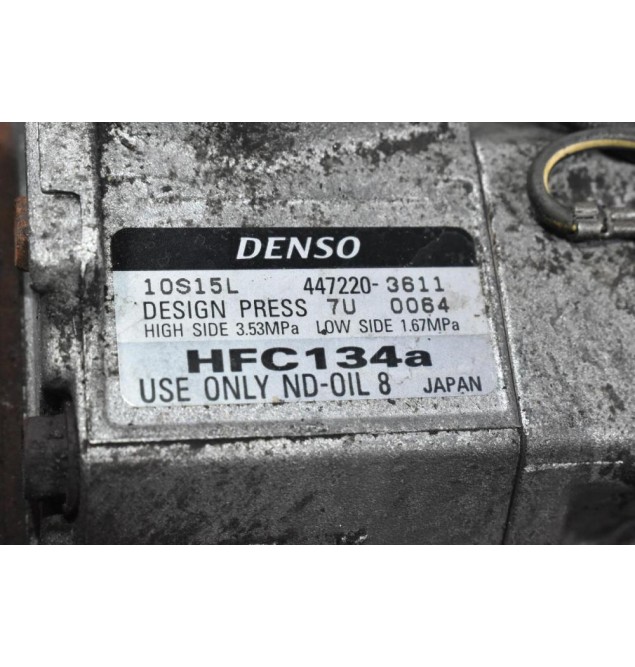 DENSO
10S15L 447220-3611
DESIGN PRESS 7U 0064
HIGH SIDE 3.53MPa LOW SIDE 1.67MPa
HFC134a
USE ONLY ND-OIL 8 JAPAN